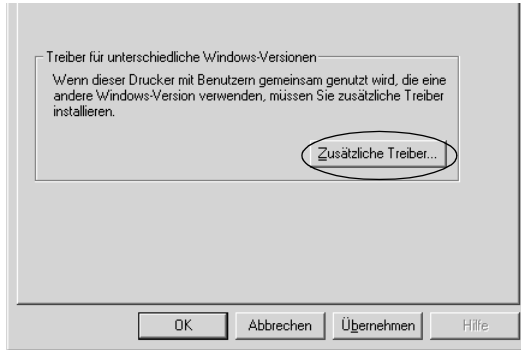 Treiber für unterschiedliche Windows-Versionen
Wenn dieser Drucker mit Benutzern gemeinsam genutzt wird, die eine
andere Windows-Version verwenden, müssen Sie zusätzliche Treiber
installieren.
Zusätzliche Treiber...
OK Abbrechen Übernehmen Hilfe